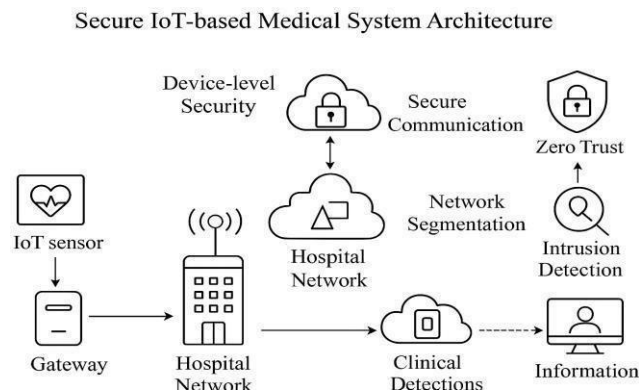 Secure IoT-based Medical System Architecture
Device-level
Security
Secure
Communication
Zero Trust
IoT sensor
Network
Segmentation
Hospital
Network
Intrusion
Detection
Gateway
Hospital
Network
Clinical
Detections
Information